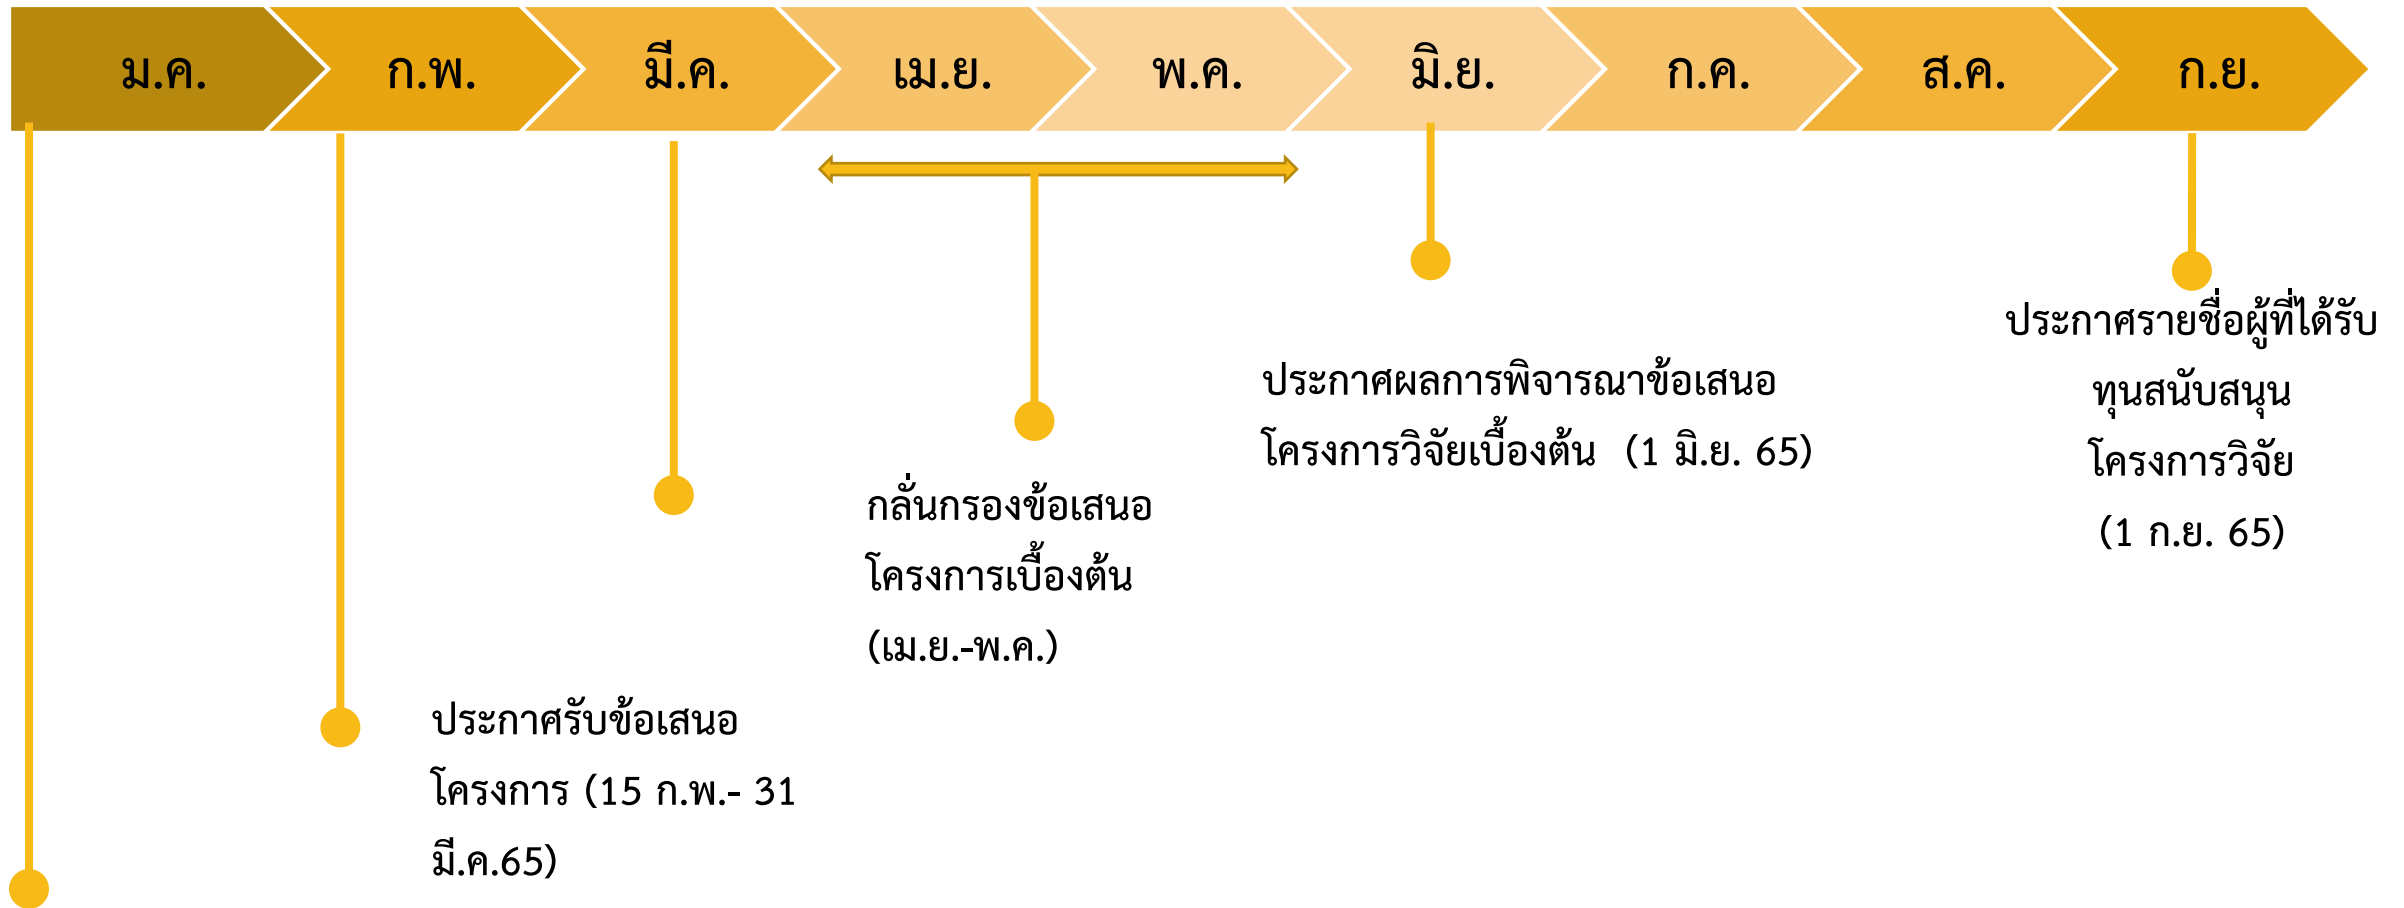 ม.ค.
ก.พ.
มี.ค.
เม.ย.
พ.ค.
มิ.ย.
ก.ค.
ส.ค.
ก.ย.
ประกาศรับข้อเสนอ
โครงการ (15 ก.พ.- 31
มี.ค.65)
กลั่นกรองข้อเสนอ
โครงการเบื้องต้น
(เม.ย.-พ.ค.)
ประกาศผลการพิจารณาข้อเสนอ
โครงการวิจัยเบื้องต้น (1 มิ.ย. 65)
ประกาศรายชื่อผู้ที่ได้รับ
ทุนสนับสนุน
โครงการวิจัย
(1 ก.ย. 65)